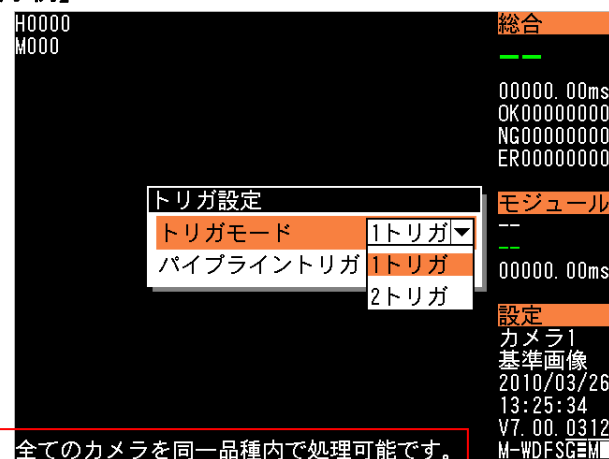 H0000
M000
トリガ設定
トリガモード 1トリガ
パイプライントリガ 1トリガ
2トリガ
全てのカメラを同一品種内で処理可能です。
総合
--
00000.00ms
OK00000000
NG00000000
ER00000000
モジュール
--
--
00000.00ms
設定
カメラ1
基準画像
2010/03/26
13:25:34
V7.00.0312